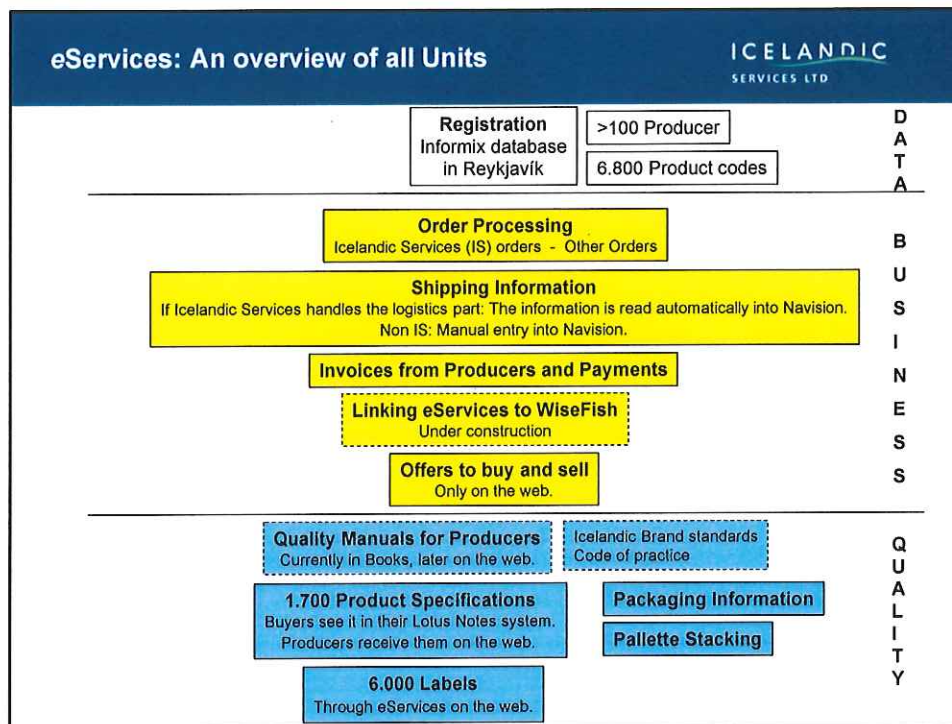 eServices: An overview of all Units
ICELANDIC
SERVICES LTD
Registration
Informix database
in Reykjavík
>100 Producer
6.800 Product codes
DATA
Order Processing
Icelandic Services (IS) orders - Other Orders
Shipping Information
If Icelandic Services handles the logistics part: The information is read automatically into Navision.
Non IS: Manual entry into Navision.
Invoices from Producers and Payments
Linking eServices to WiseFish
Under construction
Offers to buy and sell
Only on the web.
BUSINESS
Quality Manuals for Producers
Currently in Books, later on the web.
Icelandic Brand standards
Code of practice
1.700 Product Specifications
Buyers see it in their Lotus Notes system.
Producers receive them on the web.
Packaging Information
Pallette Stacking
6.000 Labels
Through eServices on the web.
QUALITY